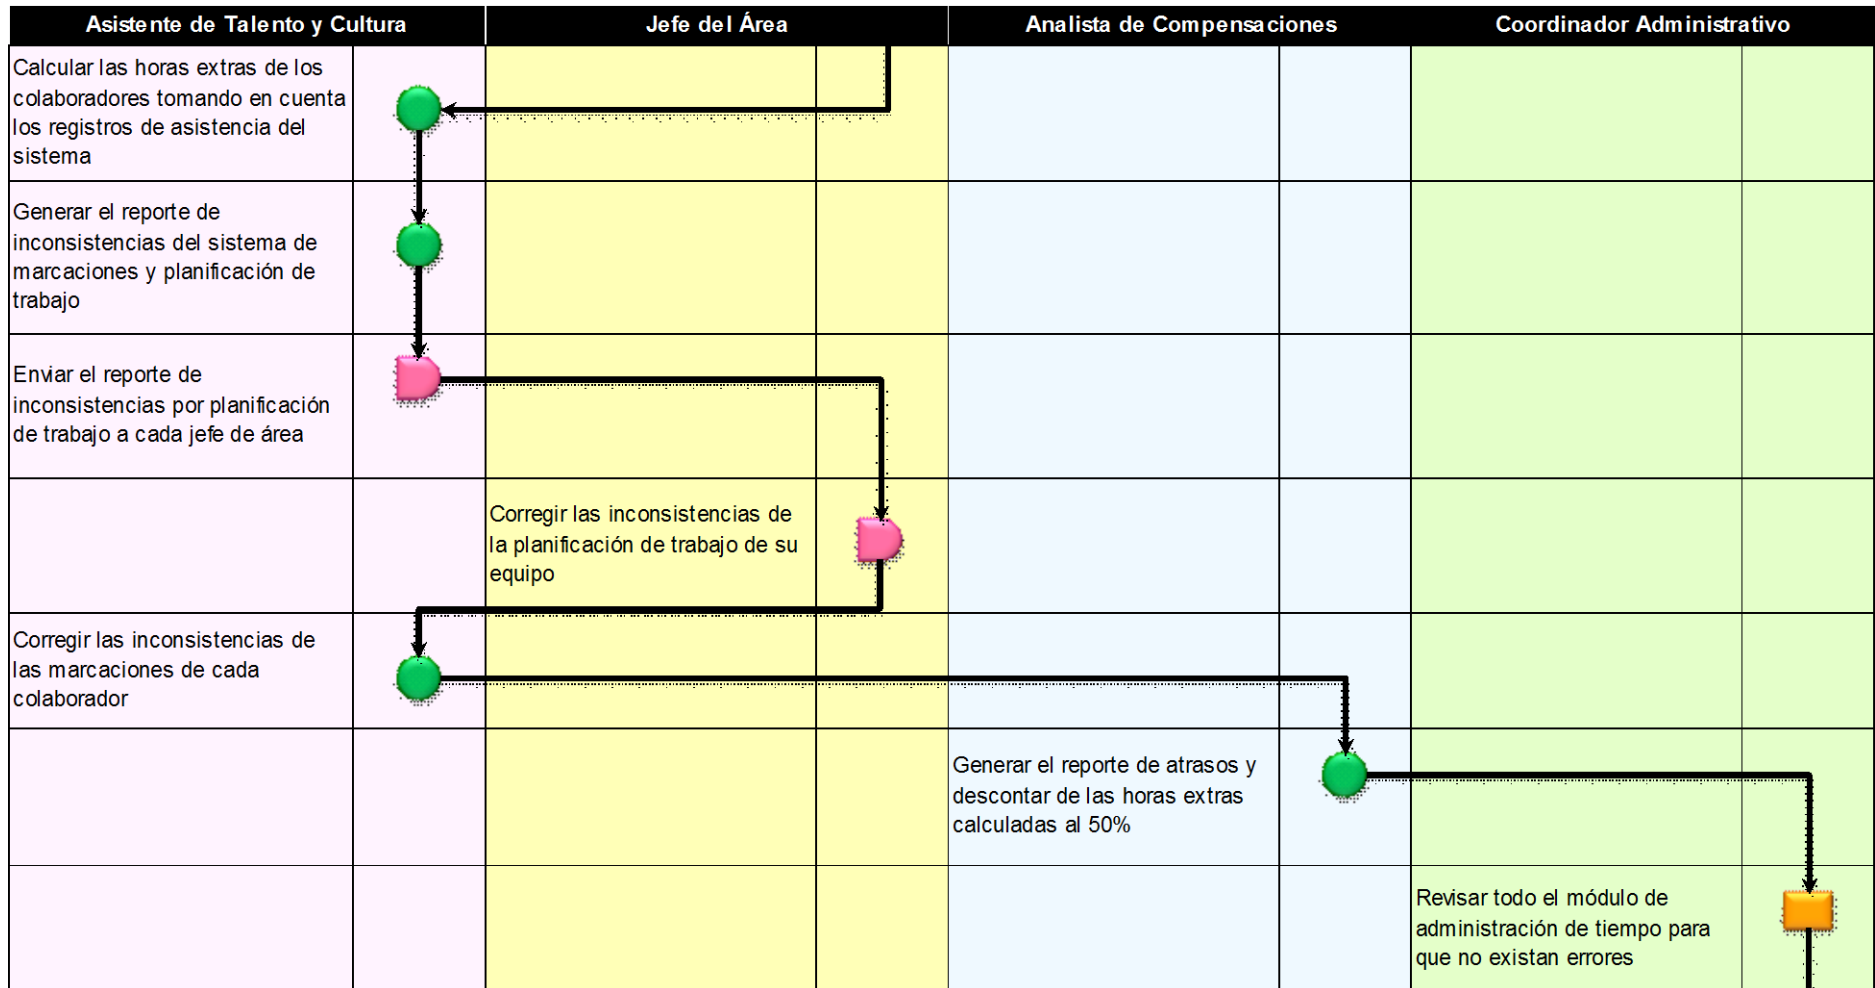 Asistente de Talento y Cultura
Jefe del Área
Analista de Compensaciones
Coordinador Administrativo
Calcular las horas extras de los
colaboradores tomando en cuenta
los registros de asistencia del
sistema
Generar el reporte de
inconsistencias del sistema de
marcaciones y planificación de
trabajo
Enviar el reporte de
inconsistencias por planificación
de trabajo a cada jefe de área
Corregir las inconsistencias de
la planificación de trabajo de su
equipo
Corregir las inconsistencias de
las marcaciones de cada
colaborador
Generar el reporte de atrasos y
descontar de las horas extras
calculadas al 50%
Revisar todo el módulo de
administración de tiempo para
que no existan errores